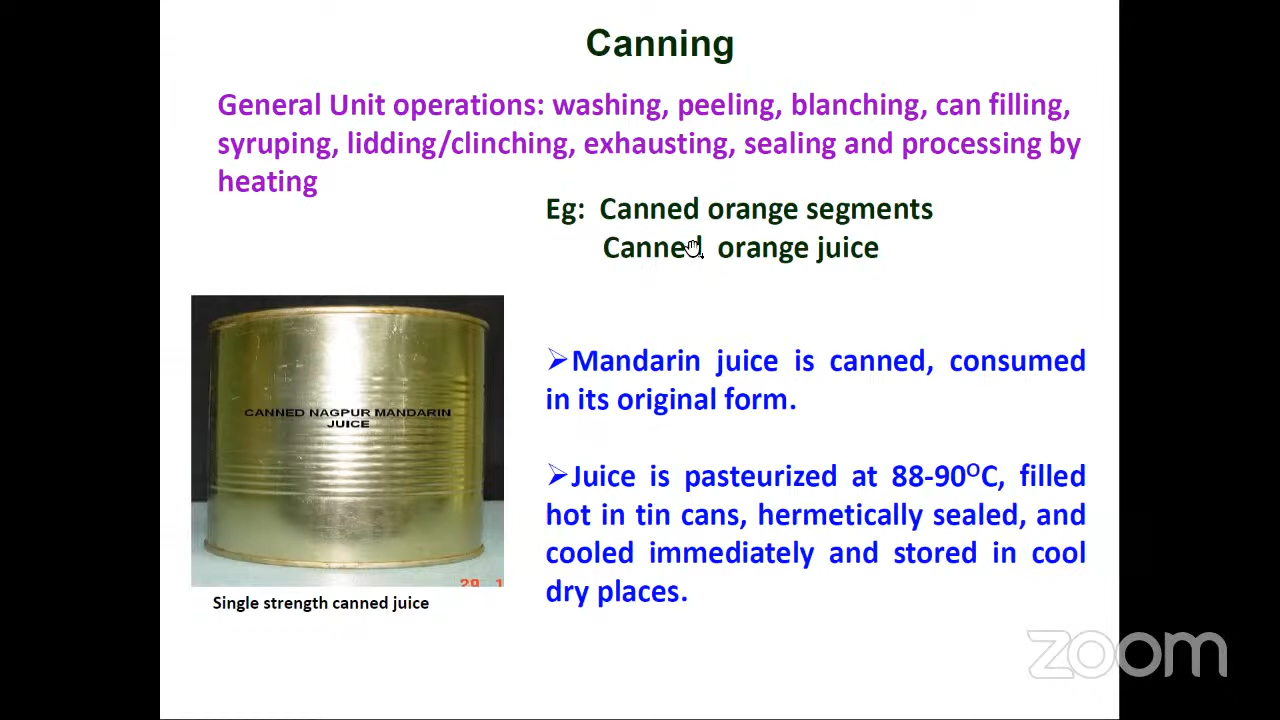 Canning
General Unit operations: washing, peeling, blanching, can filling,
syruping, lidding/clinching, exhausting, sealing and processing by
heating
Eg: Canned orange segments
Canned orange juice
CANNED NAGPUR MANDARIN
JUICE
29 1
Single strength canned juice
➢Mandarin juice is canned, consumed
in its original form.
➢Juice is pasteurized at 88-90ᴼC, filled
hot in tin cans, hermetically sealed, and
cooled immediately and stored in cool
dry places.
zoom